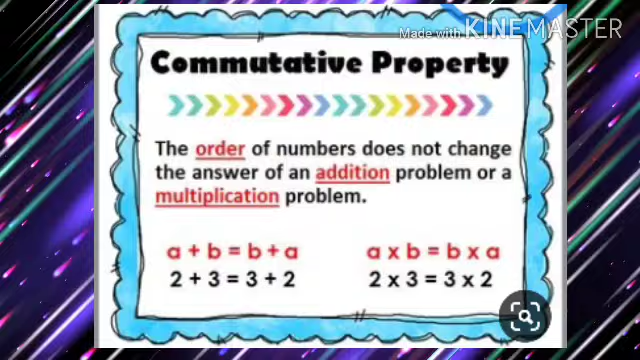 Made with KINEMASTER
Commutative Property
The order of numbers does not change
the answer of an addition problem or a
multiplication problem.
a + b = b + a
a x b = b x a
2 + 3 = 3 + 2
2 x 3 = 3 x 2